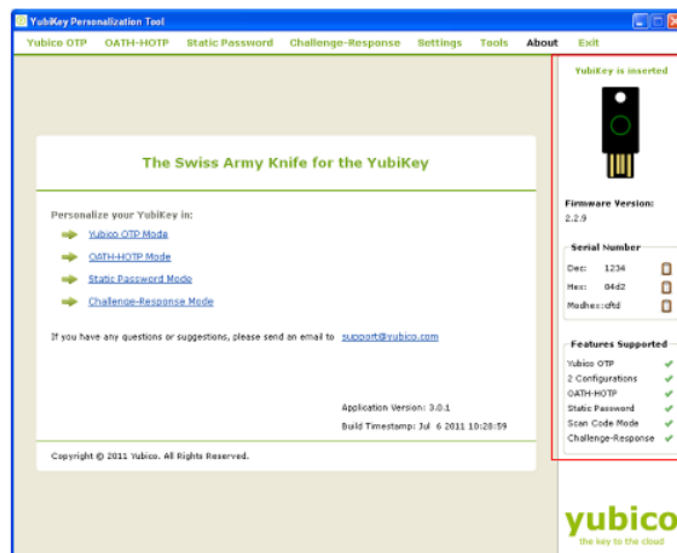 YubiKey Personalization Tool
Yubico OTP OATH-HOTP Static Password Challenge-Response Settings Tools About Exit
YubiKey is inserted
The Swiss Army Knife for the YubiKey
Personalize your YubiKey in:
Yubico OTP Mode
OATH-HOTP Mode
Static Password Mode
Challenge-Response Mode
If you have any questions or suggestions, please send an email to support@yubico.com
Application Version: 3.0.1
Build Timestamp: Jul 6 2011 10:28:59
Copyright © 2011 Yubico. All Rights Reserved.
Firmware Version:
2.2.9
Serial Number
Dec: 1234
Hex: 04d2
Modhex: cftd
Features Supported
Yubico OTP
2 Configurations
OATH-HOTP
Static Password
Scan Code Mode
Challenge-Response
yubico
the key to the cloud